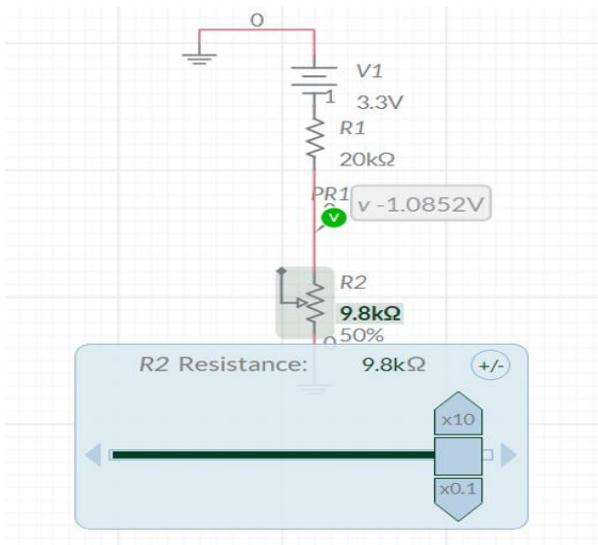 0
V1
1
3.3V
R1
20kΩ
PR1
V
v -1.0852V
R2
9.8kΩ
50%
0
R2 Resistance: 9.8kΩ +/-
x10
x0.1